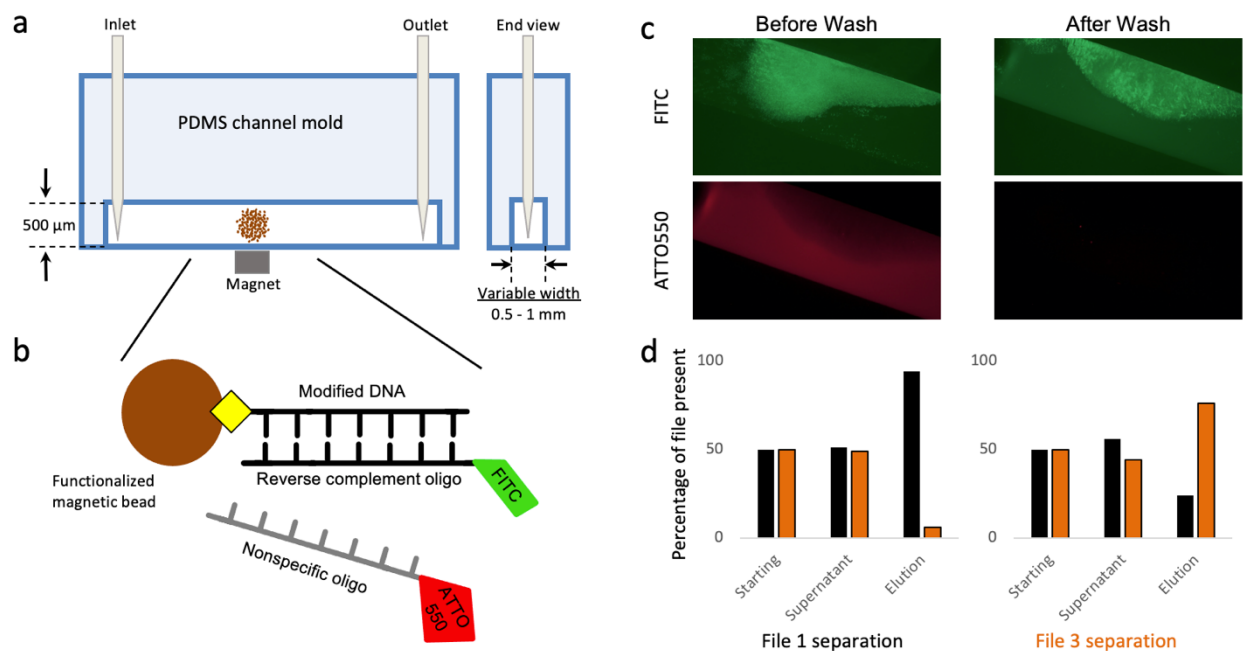 a
Inlet
Outlet
End view
PDMS channel mold
500 µm
Magnet
Variable width
0.5 - 1 mm
b
Modified DNA
Reverse complement oligo
FITC
Functionalized
magnetic bead
Nonspecific oligo
ATTO
550
c
Before Wash
After Wash
FITC
ATTO550
d
Percentage of file present
100
50
0
Starting
Supernatant
Elution
File 1 separation
100
50
0
Starting
Supernatant
Elution
File 3 separation